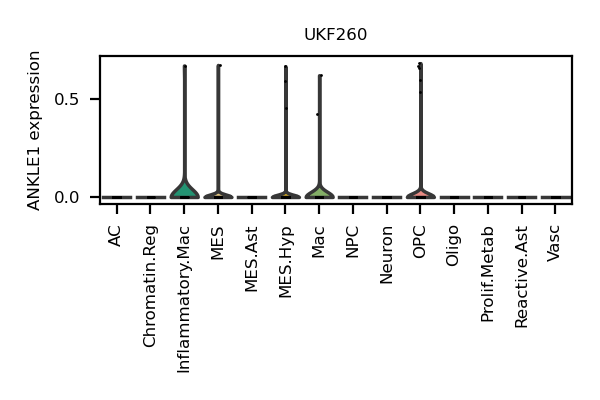 UKF260
ANKLE1 expression
0.5
0.0
AC
Chromatin.Reg
Inflammatory.Mac
MES
MES.Ast
MES.Hyp
Mac
NPC
Neuron
OPC
Oligo
Prolif.Metab
Reactive.Ast
Vasc